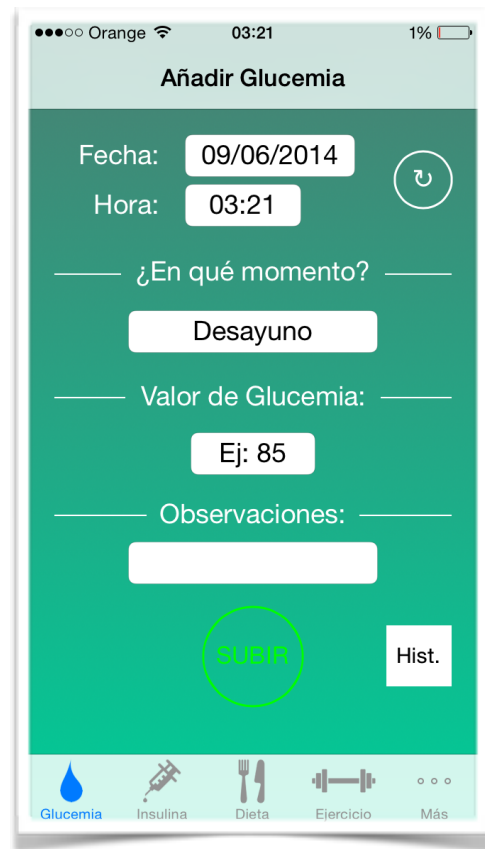 Orange 03:21 1%
Añadir Glucemia
Fecha: 09/06/2014
Hora: 03:21
¿En qué momento?
Desayuno
Valor de Glucemia:
Ej: 85
Observaciones:
SUBIR
Hist.
Glucemia Insulina Dieta Ejercicio Más